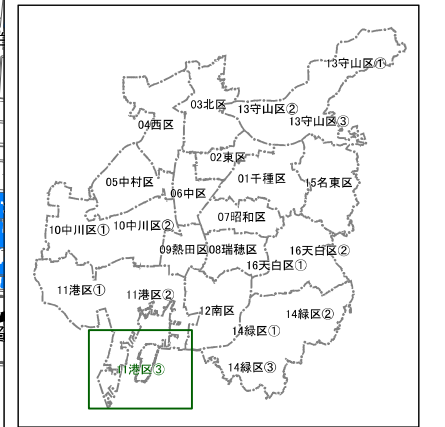 13守山区①
03北区
13守山区②
04西区
13守山区③
02東区
05中村区
01千種区
15名東区
06中区
07昭和区
10中川区①
10中川区②
09熱田区
08瑞穂区
16天白区②
16天白区①
11港区①
11港区②
12南区
14緑区②
14緑区①
11港区③
14緑区③